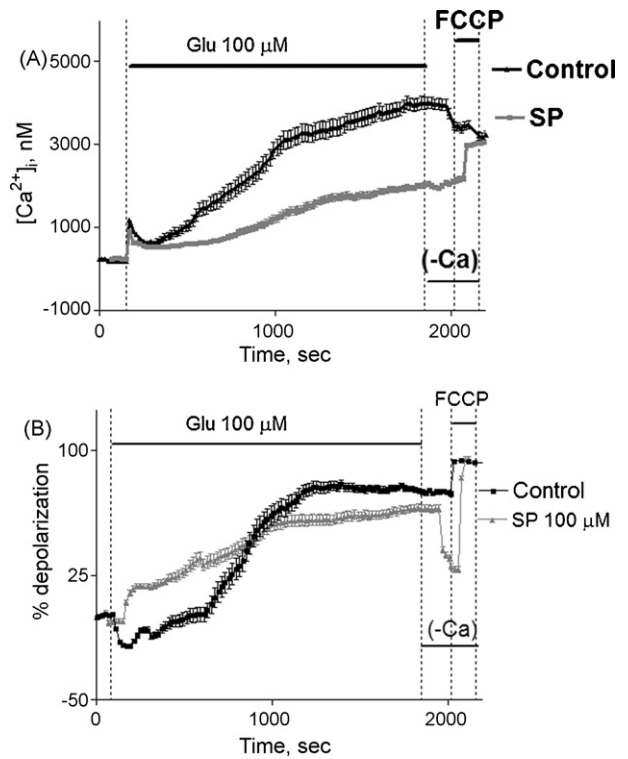 (A)
Glu 100 μM
FCCP
Control
SP
5000
3000
1000
-1000
[Ca²⁺]ᵢ, nM
(-Ca)
0
1000
2000
Time, sec
(B)
Glu 100 μM
FCCP
Control
SP 100 μM
100
25
-50
% depolarization
(-Ca)
0
1000
2000
Time, sec